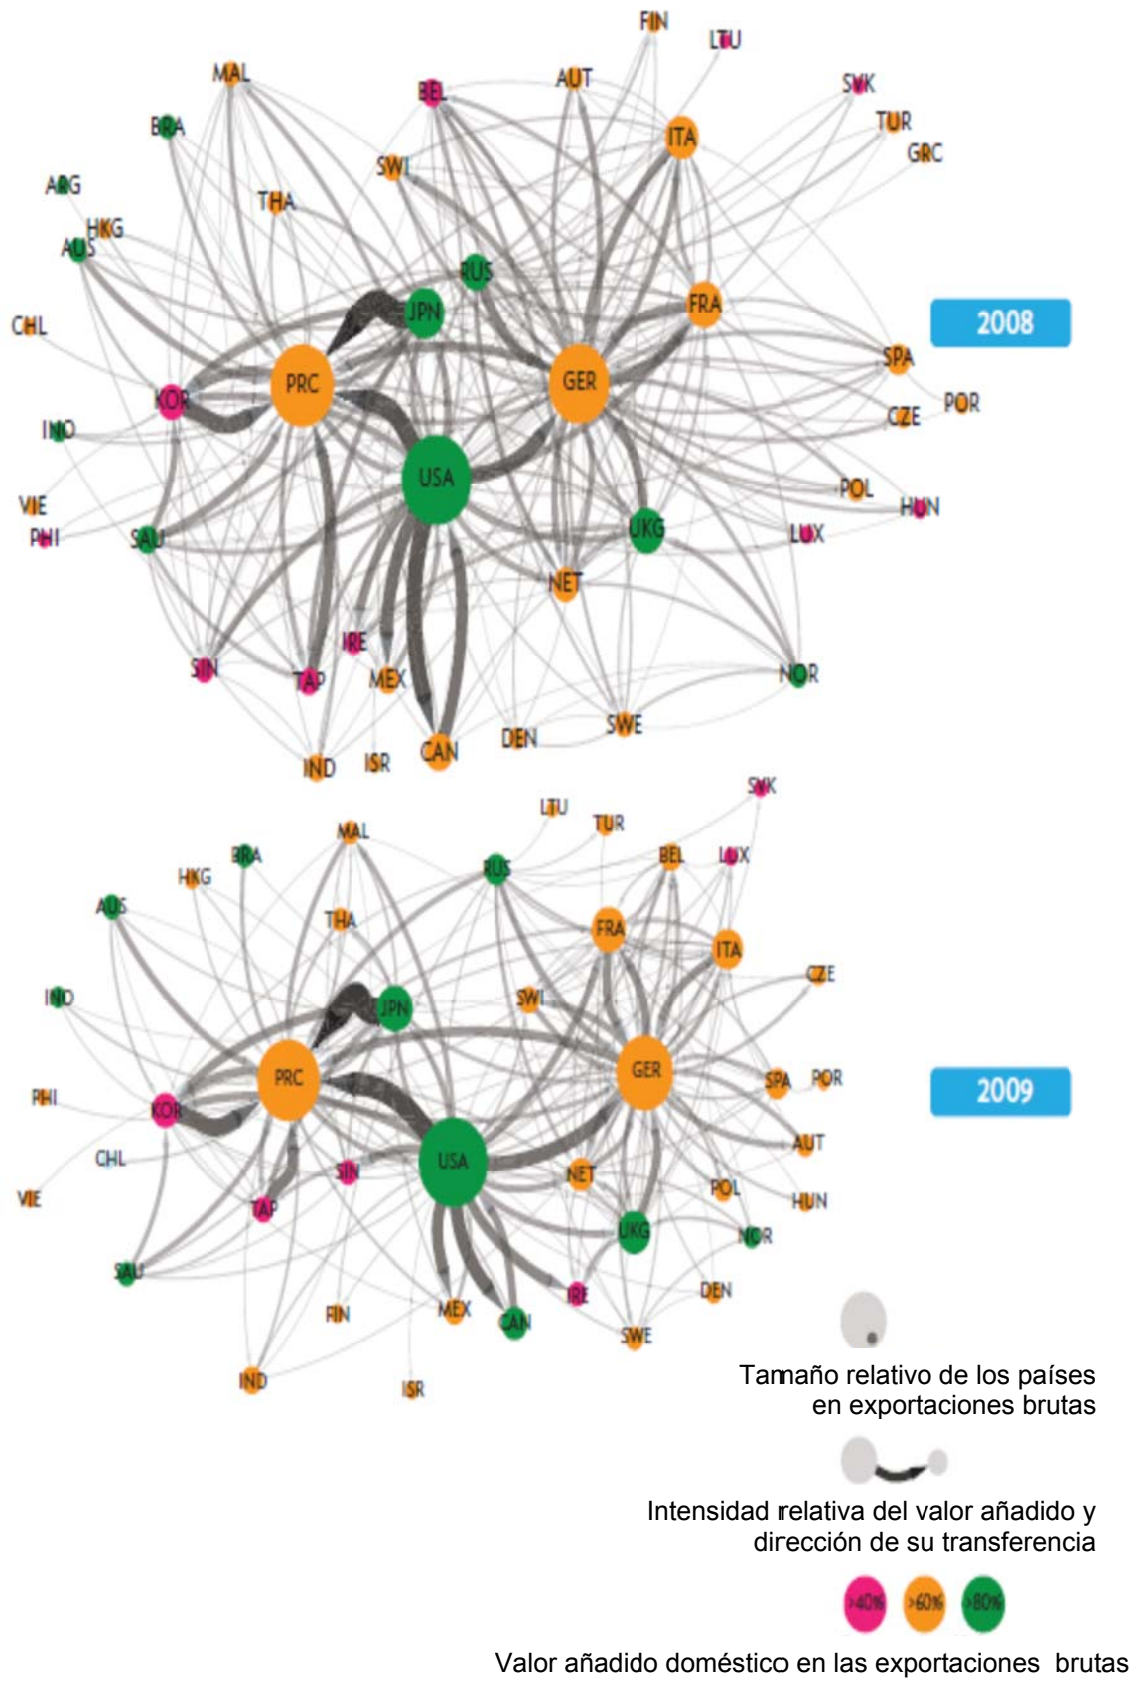 FIN
LTU
MAL
AUT
SVK
BEL
TUR
BRA
ITA
GRC
SWI
ARG
THA
HKG
AUS
RUS
JPN
FRA
CHL
2008
SPA
PRC
GER
KOR
POR
CZE
IND
USA
POL
VIE
HUN
PHI
SAU
UKG
LUX
NET
IRE
SIN
TAP
MEX
NOR
SWE
DEN
CAN
IND
ISR
SVK
LTU
TUR
MAL
BRA
RUS
BEL
LUX
HKG
AUS
THA
FRA
ITA
CZE
IND
SWI
JPN
GER
PRC
SPA
POR
2009
PHI
KOR
AUT
CHL
USA
SIN
NET
POL
VIE
HUN
TAP
UKG
NOR
SAU
IRE
DEN
FIN
MEX
CAN
SWE
IND
ISR
Tamaño relativo de los países
en exportaciones brutas
Intensidad relativa del valor añadido y
dirección de su transferencia
>40% >60% >80%
Valor añadido doméstico en las exportaciones brutas